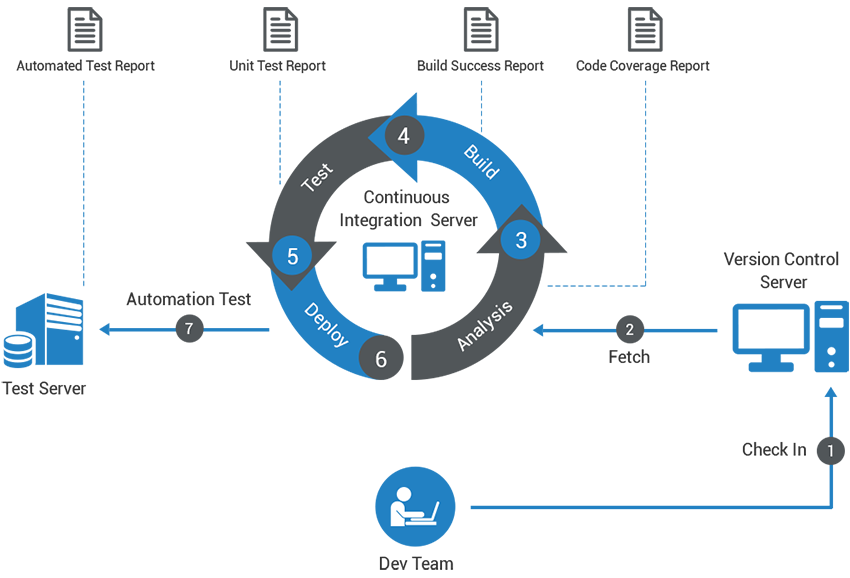 Automated Test Report
Unit Test Report
Build Success Report
Code Coverage Report
4
Build
Test
Continuous
Integration Server
3
5
Version Control
Server
Automation Test
7
Deploy
Analysis
2
Fetch
6
Test Server
Check In
1
Dev Team